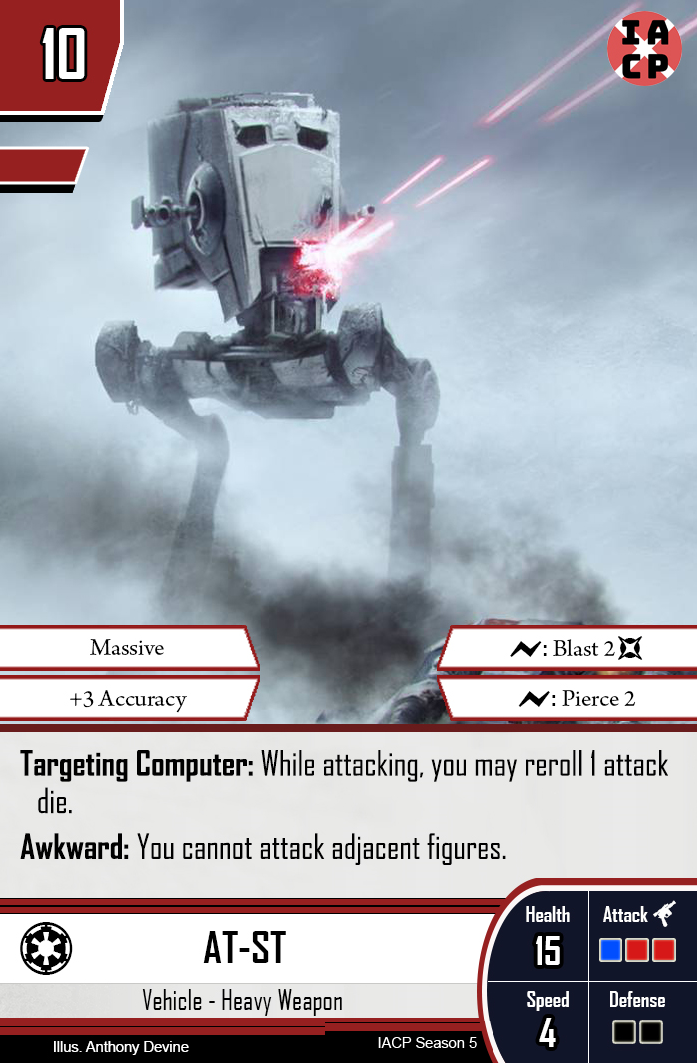 10
IA
CP
Massive
: Blast 2
+3 Accuracy
: Pierce 2
Targeting Computer: While attacking, you may reroll 1 attack
die.
Awkward: You cannot attack adjacent figures.
Health
15
Attack
AT-ST
Vehicle - Heavy Weapon
Speed
4
Defense
Illus. Anthony Devine
IACP Season 5